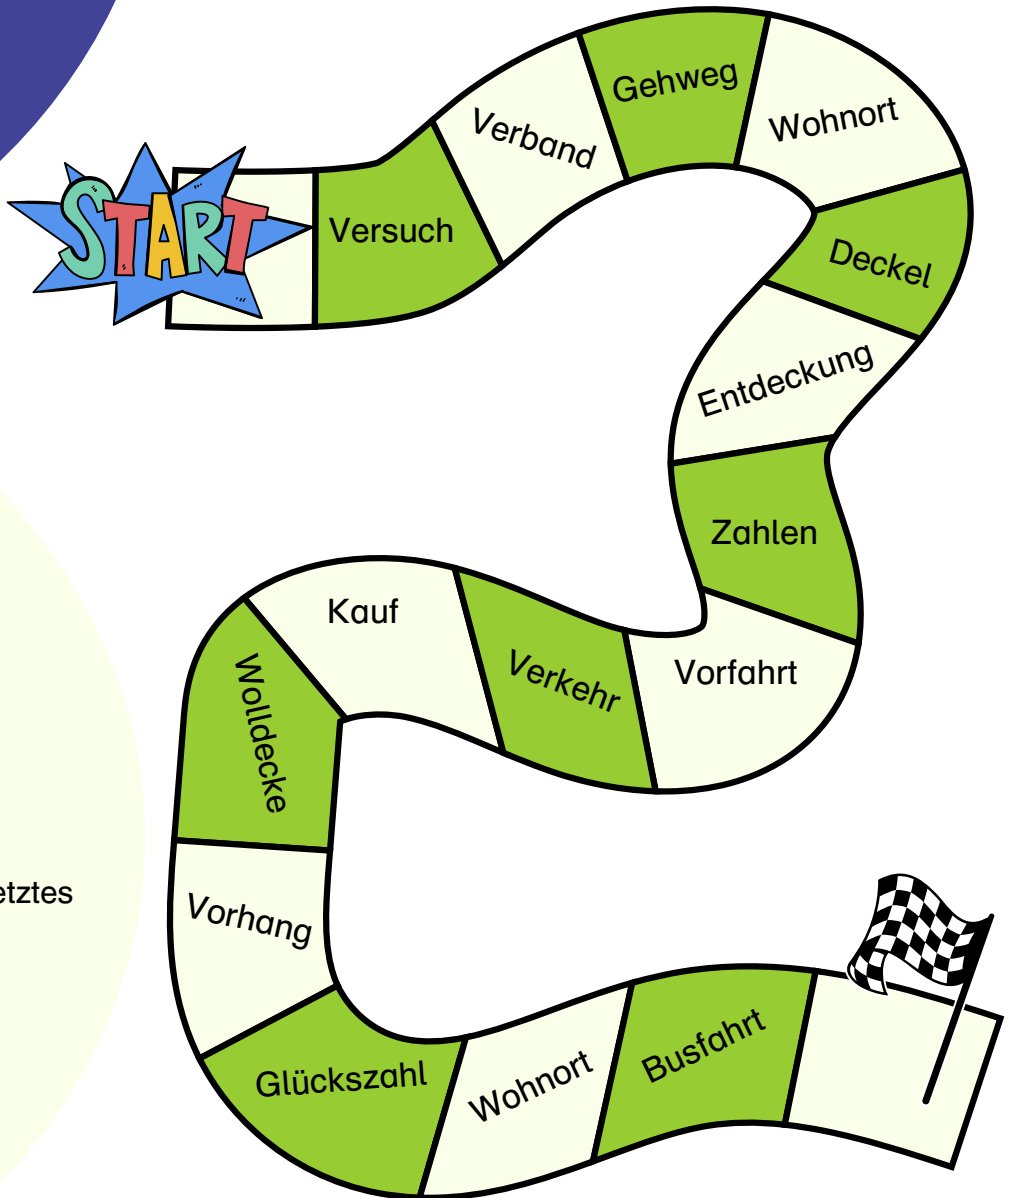 START
Versuch
Verband
Gehweg
Wohnort
Deckel
Entdeckung
Zahlen
Vorfahrt
Verkehr
Kauf
Wolldecke
Vorhang
Glückszahl
Wohnort
Busfahrt
etztes